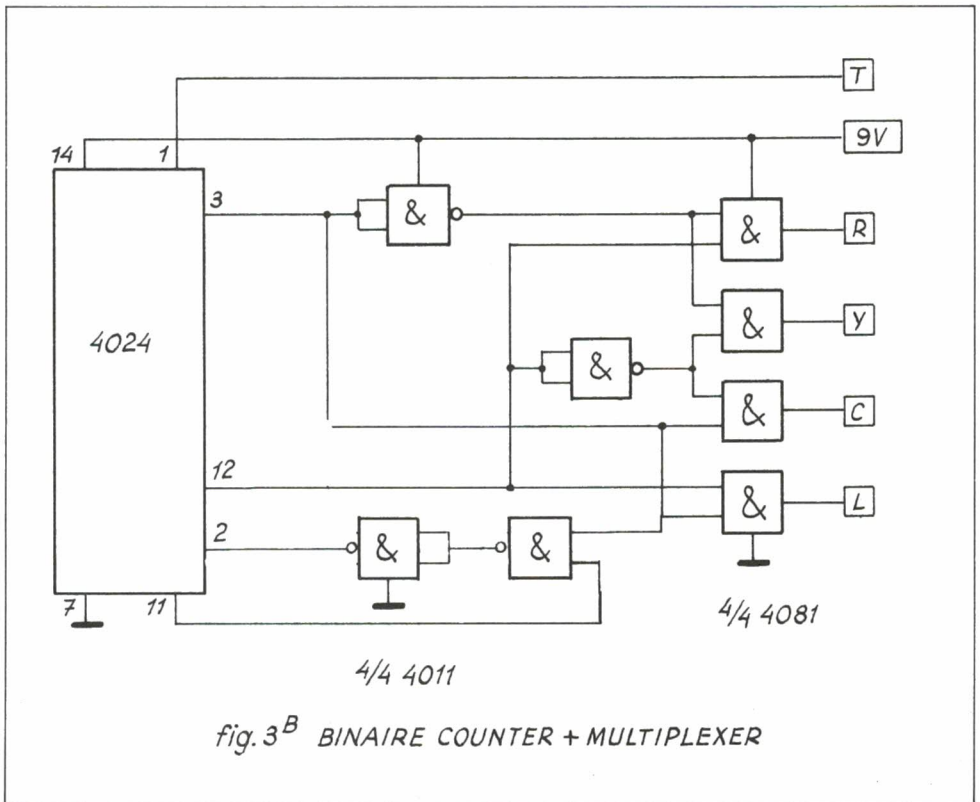 T
9V
14 1
3
&
&
R
4024
&
Y
&
&
C
12
&
L
2
&
&
7 11
4/4 4081
4/4 4011
fig. 3B BINAIRE COUNTER + MULTIPLEXER